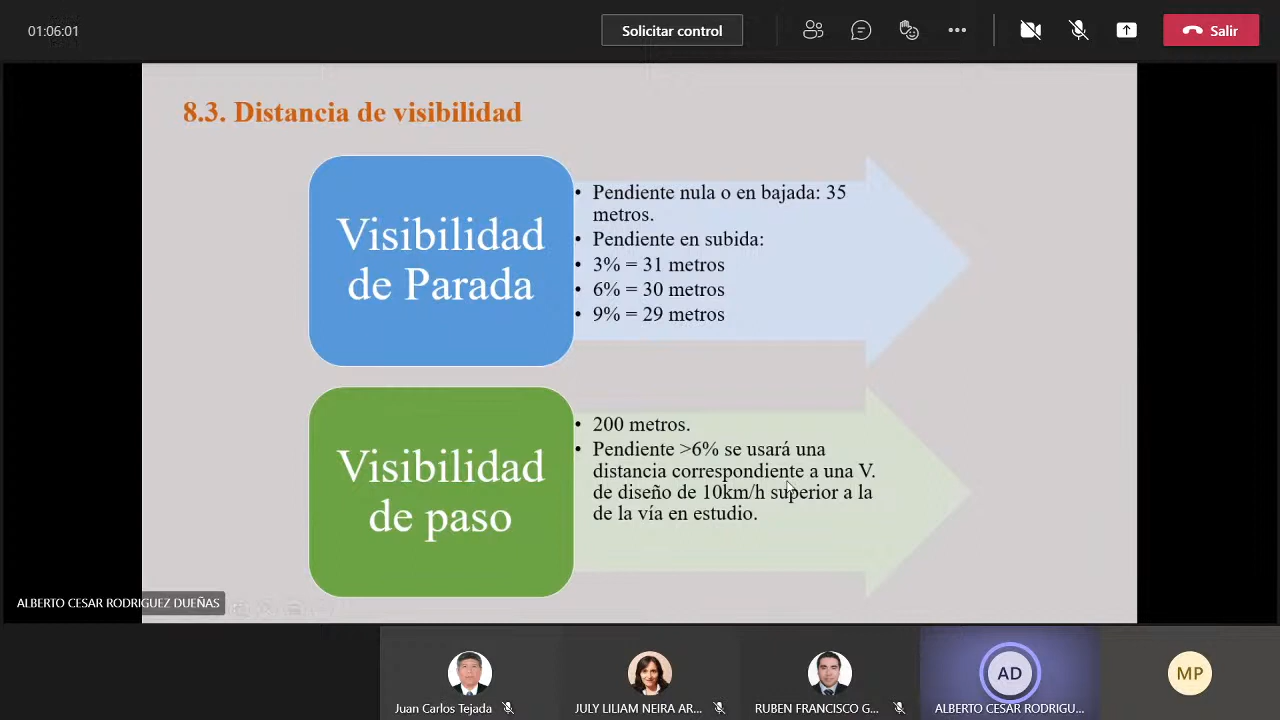 01:06:01
Solicitar control
Salir
8.3. Distancia de visibilidad
Visibilidad
de Parada
• Pendiente nula o en bajada: 35
metros.
• Pendiente en subida:
• 3% = 31 metros
• 6% = 30 metros
• 9% = 29 metros
Visibilidad
de paso
• 200 metros.
• Pendiente >6% se usará una
distancia correspondiente a una V.
de diseño de 10km/h superior a la
de la vía en estudio.
ALBERTO CESAR RODRIGUEZ DUEÑAS
AD
MP
Juan Carlos Tejada
JULY LILIAM NEIRA AR...
RUBEN FRANCISCO G...
ALBERTO CESAR RODRIGU...